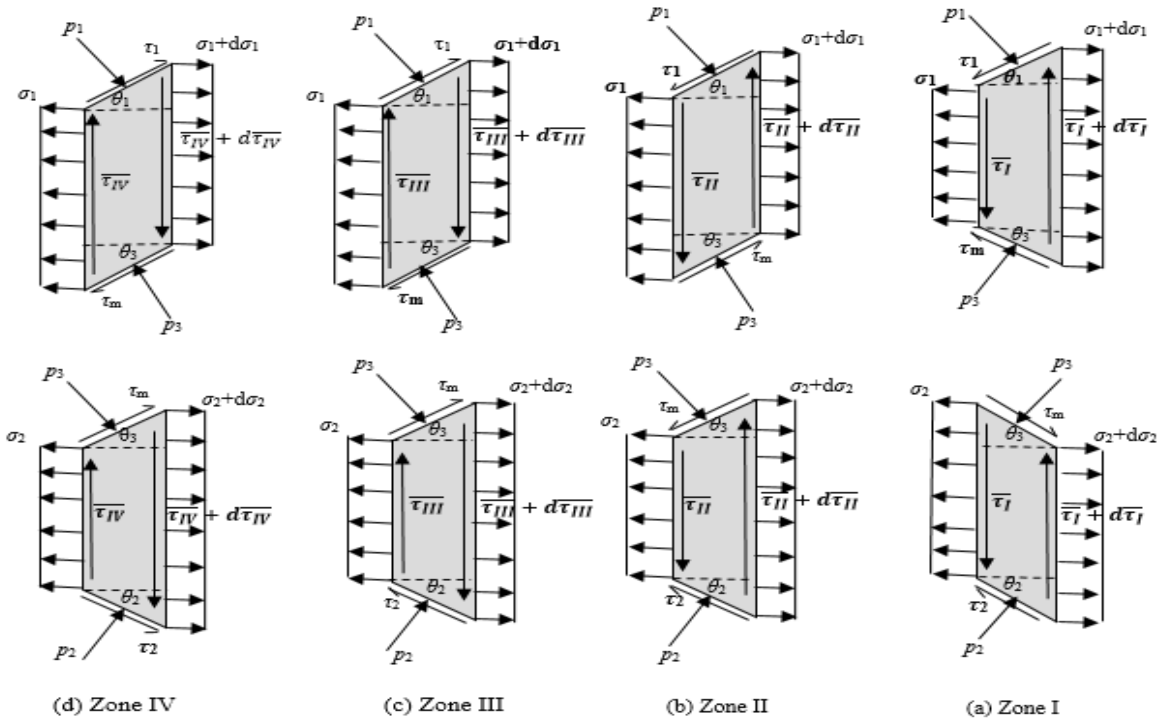 p1 τ1 σ1+dσ1
σ1 θ1
τIV + dτIV
τIV
θ3
τm
p3
p1 τ1 σ1+dσ1
σ1 θ1
τIII + dτIII
τIII
θ3
τm
p3
p1 τ1 σ1+dσ1
σ1 θ1
τII + dτII
τII
θ3
τm
p3
p1 τ1 σ1+dσ1
σ1 θ1
τI + dτI
τI
θ3
τm
p3
p3 τm σ2+dσ2
σ2 θ3
τIV τIV + dτIV
θ2
p2 τ2
p3 τm σ2+dσ2
σ2 θ3
τIII τIII + dτIII
θ2
τ2
p2
p3 τm σ2+dσ2
σ2 θ3
τII τII + dτII
θ2
τ2
p2
p3
σ2 τm σ2+dσ2
θ3
τI τI + dτI
θ2
τ2
p2
(d) Zone IV
(c) Zone III
(b) Zone II
(a) Zone I